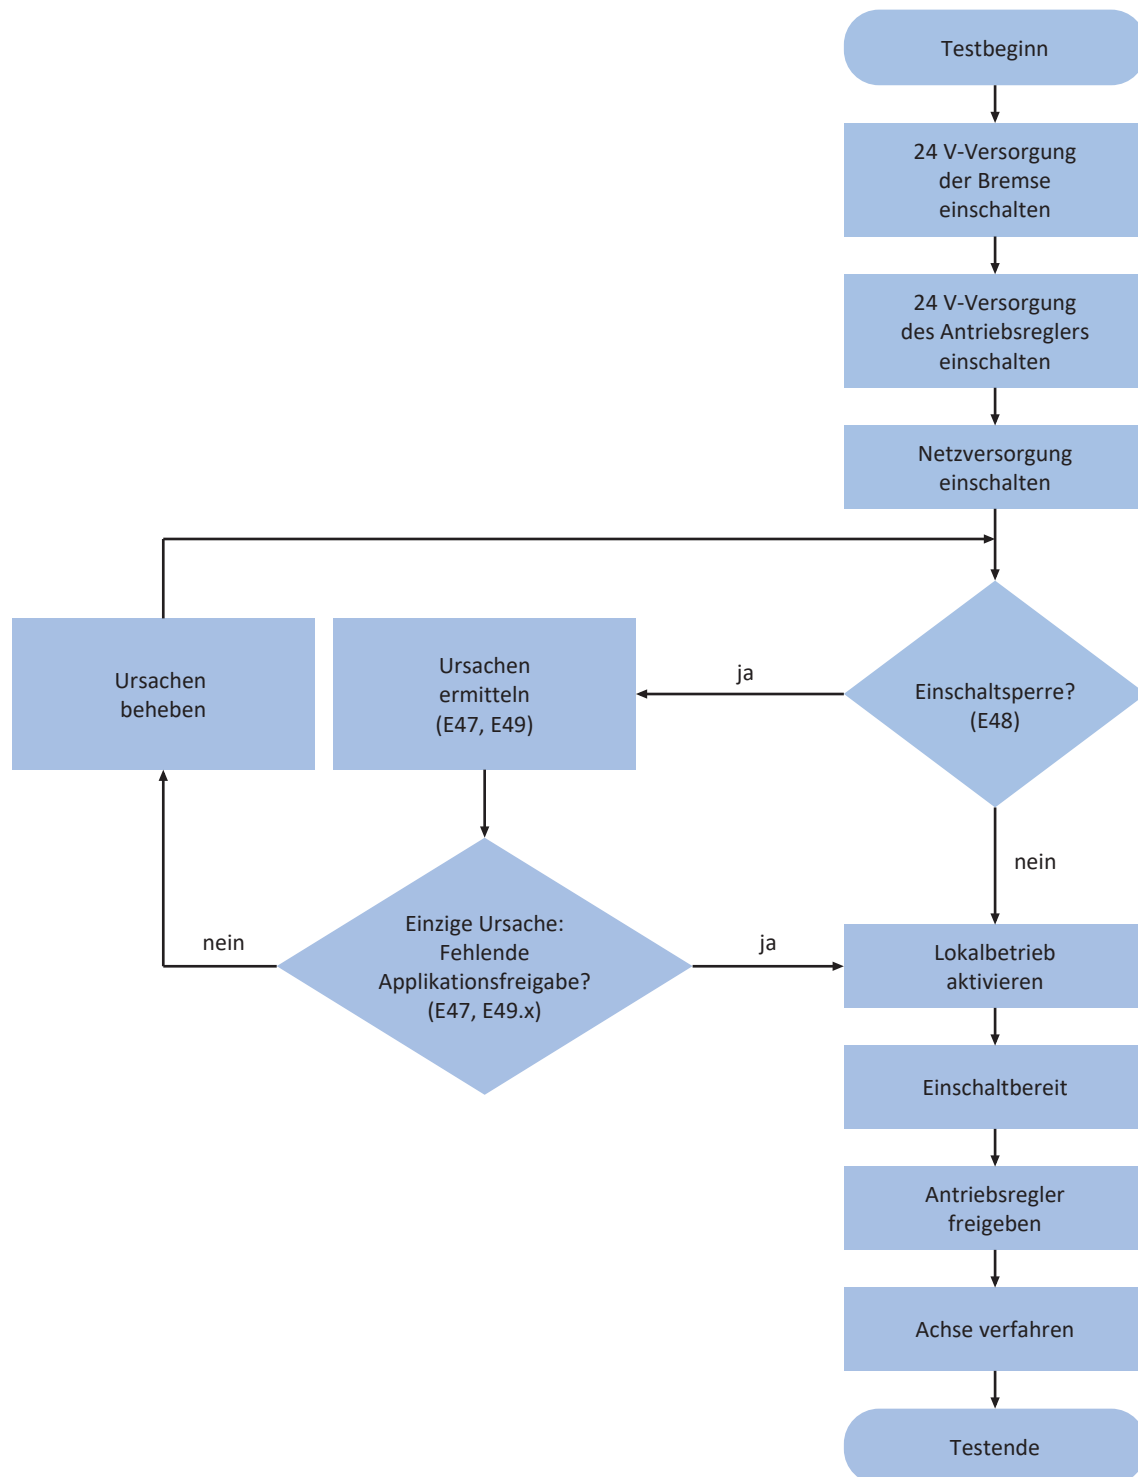 Testbeginn
24 V-Versorgung
der Bremse
einschalten
24 V-Versorgung
des Antriebsreglers
einschalten
Netzversorgung
einschalten
Einschaltsperre?
(E48)
ja
Ursachen
ermitteln
(E47, E49)
Ursachen
beheben
nein
Einzige Ursache:
Fehlende
Applikationsfreigabe?
(E47, E49.x)
nein
ja
Lokalbetrieb
aktivieren
Einschaltbereit
Antriebsregler
freigeben
Achse verfahren
Testende